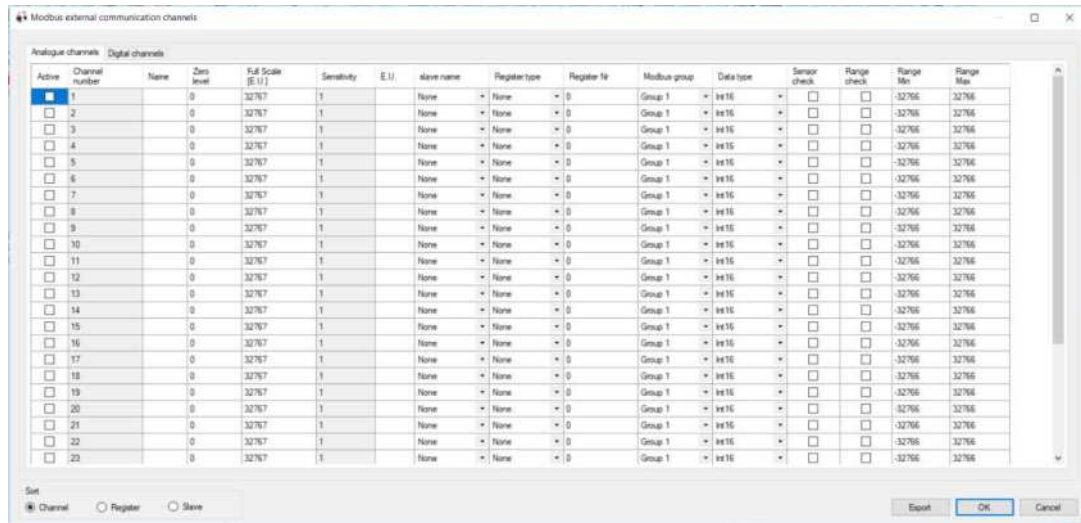 Modbus external communication channels
Analogue channels Digital channels
Active Channel number Name Zero level Full Scale [E.U.] Sensitivity E.U. slave name Register type Register Nr Modbus group Data type Sensor check Range check Range Min Range Max
1 0 32767 1 None None 0 Group 1 Int16 -32766 32766
2 0 32767 1 None None 0 Group 1 Int16 -32766 32766
3 0 32767 1 None None 0 Group 1 Int16 -32766 32766
4 0 32767 1 None None 0 Group 1 Int16 -32766 32766
5 0 32767 1 None None 0 Group 1 Int16 -32766 32766
6 0 32767 1 None None 0 Group 1 Int16 -32766 32766
7 0 32767 1 None None 0 Group 1 Int16 -32766 32766
8 0 32767 1 None None 0 Group 1 Int16 -32766 32766
9 0 32767 1 None None 0 Group 1 Int16 -32766 32766
10 0 32767 1 None None 0 Group 1 Int16 -32766 32766
11 0 32767 1 None None 0 Group 1 Int16 -32766 32766
12 0 32767 1 None None 0 Group 1 Int16 -32766 32766
13 0 32767 1 None None 0 Group 1 Int16 -32766 32766
14 0 32767 1 None None 0 Group 1 Int16 -32766 32766
15 0 32767 1 None None 0 Group 1 Int16 -32766 32766
16 0 32767 1 None None 0 Group 1 Int16 -32766 32766
17 0 32767 1 None None 0 Group 1 Int16 -32766 32766
18 0 32767 1 None None 0 Group 1 Int16 -32766 32766
19 0 32767 1 None None 0 Group 1 Int16 -32766 32766
20 0 32767 1 None None 0 Group 1 Int16 -32766 32766
21 0 32767 1 None None 0 Group 1 Int16 -32766 32766
22 0 32767 1 None None 0 Group 1 Int16 -32766 32766
23 0 32767 1 None None 0 Group 1 Int16 -32766 32766
Sort
Channel Register Slave Export OK Cancel